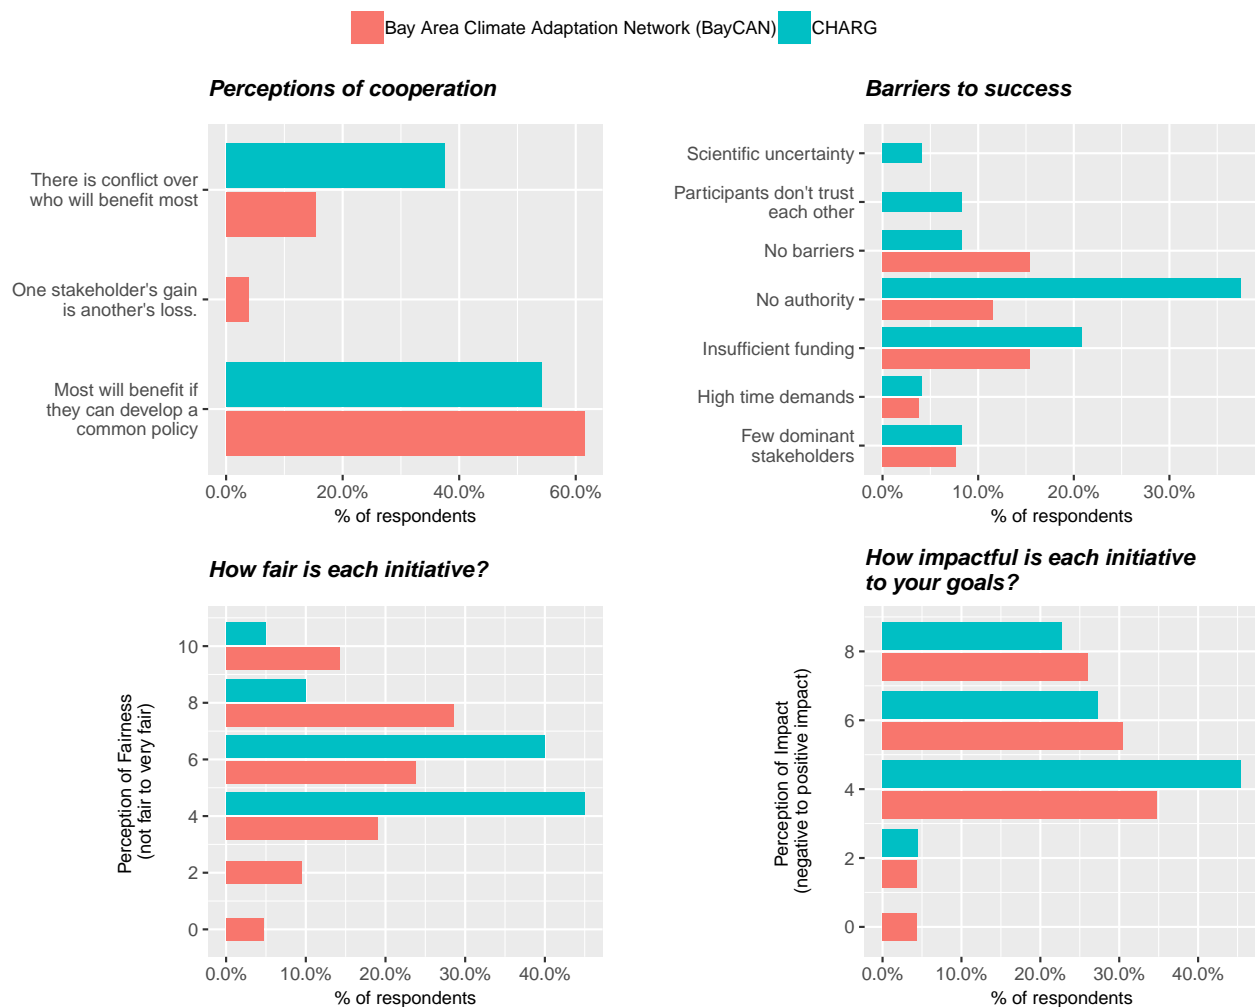 Bay Area Climate Adaptation Network (BayCAN) CHARG
Perceptions of cooperation
There is conflict over
who will benefit most
One stakeholder's gain
is another's loss.
Most will benefit if
they can develop a
common policy
0.0% 20.0% 40.0% 60.0%
% of respondents
Barriers to success
Scientific uncertainty
Participants don't trust
each other
No barriers
No authority
Insufficient funding
High time demands
Few dominant
stakeholders
0.0% 10.0% 20.0% 30.0%
% of respondents
How fair is each initiative?
Perception of Fairness
(not fair to very fair)
10
8
6
4
2
0
0.0% 10.0% 20.0% 30.0% 40.0%
% of respondents
How impactful is each initiative
to your goals?
Perception of Impact
(negative to positive impact)
8
6
4
2
0
0.0% 10.0% 20.0% 30.0% 40.0%
% of respondents